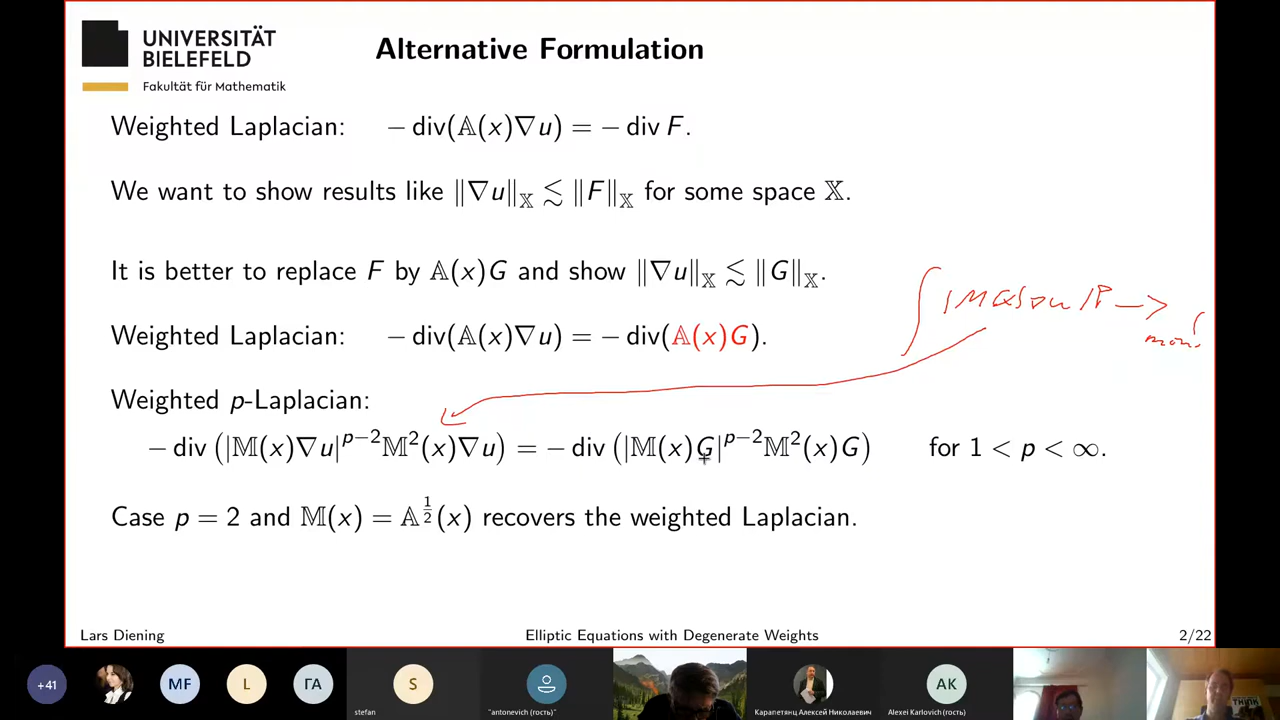 UNIVERSITÄT
BIELEFELD
Fakultät für Mathematik
Alternative Formulation
Weighted Laplacian: − div(𝔸(x)∇u) = − div F.
We want to show results like ‖∇u‖_𝕏 ≲ ‖F‖_𝕏 for some space 𝕏.
It is better to replace F by 𝔸(x)G and show ‖∇u‖_𝕏 ≲ ‖G‖_𝕏.
∫ |M(x)∇u|^p →
Weighted Laplacian: − div(𝔸(x)∇u) = − div(𝔸(x)G).
Weighted p-Laplacian:
− div (|𝕄(x)∇u|^{p−2}𝕄²(x)∇u) = − div (|𝕄(x)G|^{p−2}𝕄²(x)G) for 1 < p < ∞.
Case p = 2 and 𝕄(x) = 𝔸^{1/2}(x) recovers the weighted Laplacian.
Lars Diening Elliptic Equations with Degenerate Weights 2/22
+41 MF L ГА S AK
stefan "antonevich (гость)" Карапетянц Алексей Николаевич Alexei Karlovich (гость)
THINK